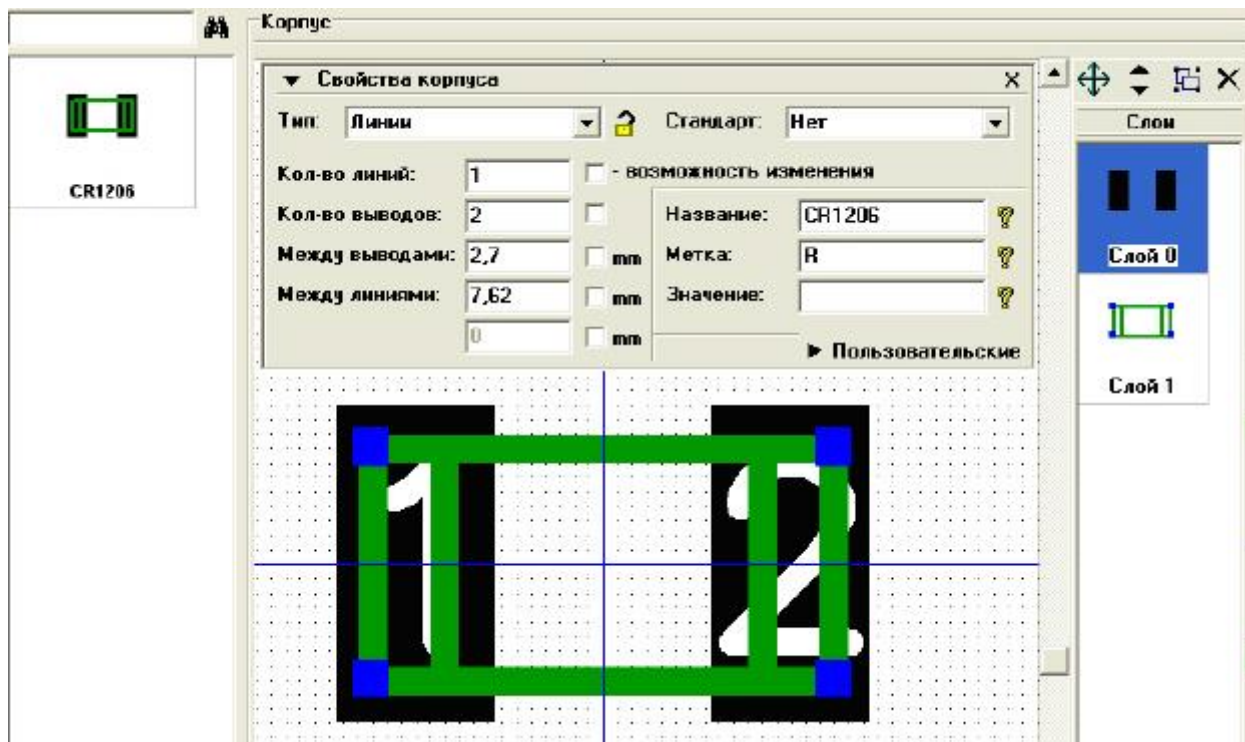 Корпус
Свойства корпуса
Тип: Линии Стандарт: Нет
Слои
Кол-во линий: 1 - возможность изменения
Кол-во выводов: 2 Название: CR1206
Между выводами: 2,7 mm Метка: R
Между линиями: 7,62 mm Значение:
0 mm
Пользовательские
CR1206
Слой 0
Слой 1
1 2